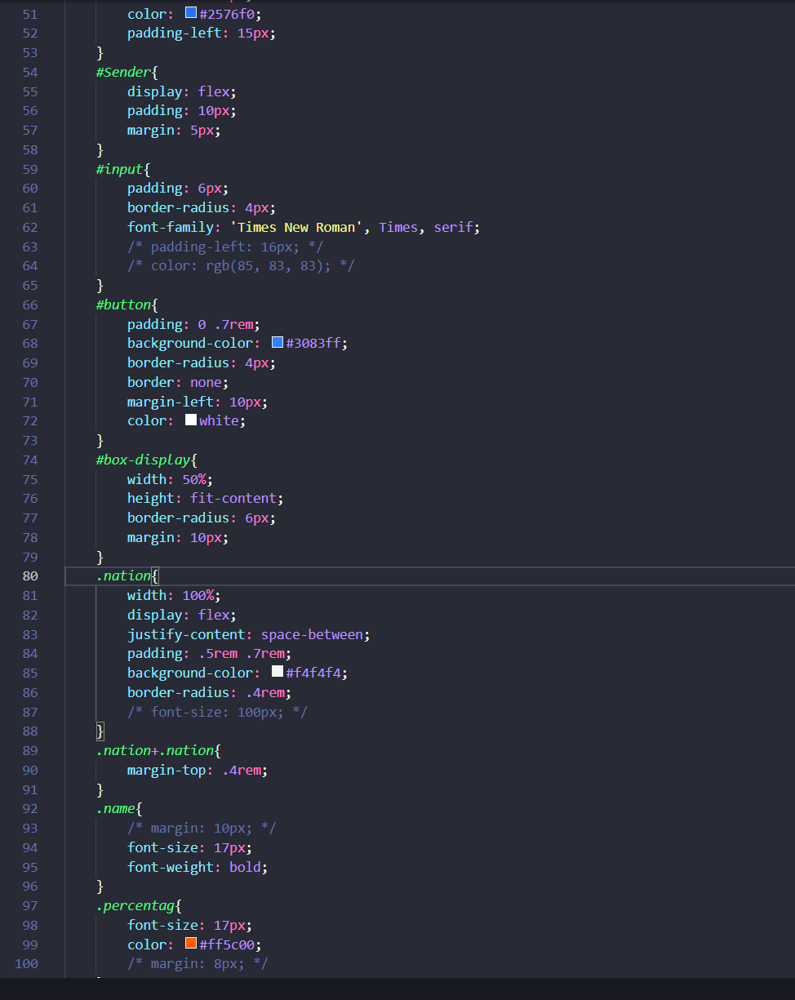 51 color: #2576f0;
52 padding-left: 15px;
53 }
54 #Sender{
55 display: flex;
56 padding: 10px;
57 margin: 5px;
58 }
59 #input{
60 padding: 6px;
61 border-radius: 4px;
62 font-family: 'Times New Roman', Times, serif;
63 /* padding-left: 16px; */
64 /* color: rgb(85, 83, 83); */
65 }
66 #button{
67 padding: 0 .7rem;
68 background-color: #3083ff;
69 border-radius: 4px;
70 border: none;
71 margin-left: 10px;
72 color: white;
73 }
74 #box-display{
75 width: 50%;
76 height: fit-content;
77 border-radius: 6px;
78 margin: 10px;
79 }
80 .nation{
81 width: 100%;
82 display: flex;
83 justify-content: space-between;
84 padding: .5rem .7rem;
85 background-color: #f4f4f4;
86 border-radius: .4rem;
87 /* font-size: 100px; */
88 }
89 .nation+.nation{
90 margin-top: .4rem;
91 }
92 .name{
93 /* margin: 10px; */
94 font-size: 17px;
95 font-weight: bold;
96 }
97 .percentag{
98 font-size: 17px;
99 color: #ff5c00;
100 /* margin: 8px; */